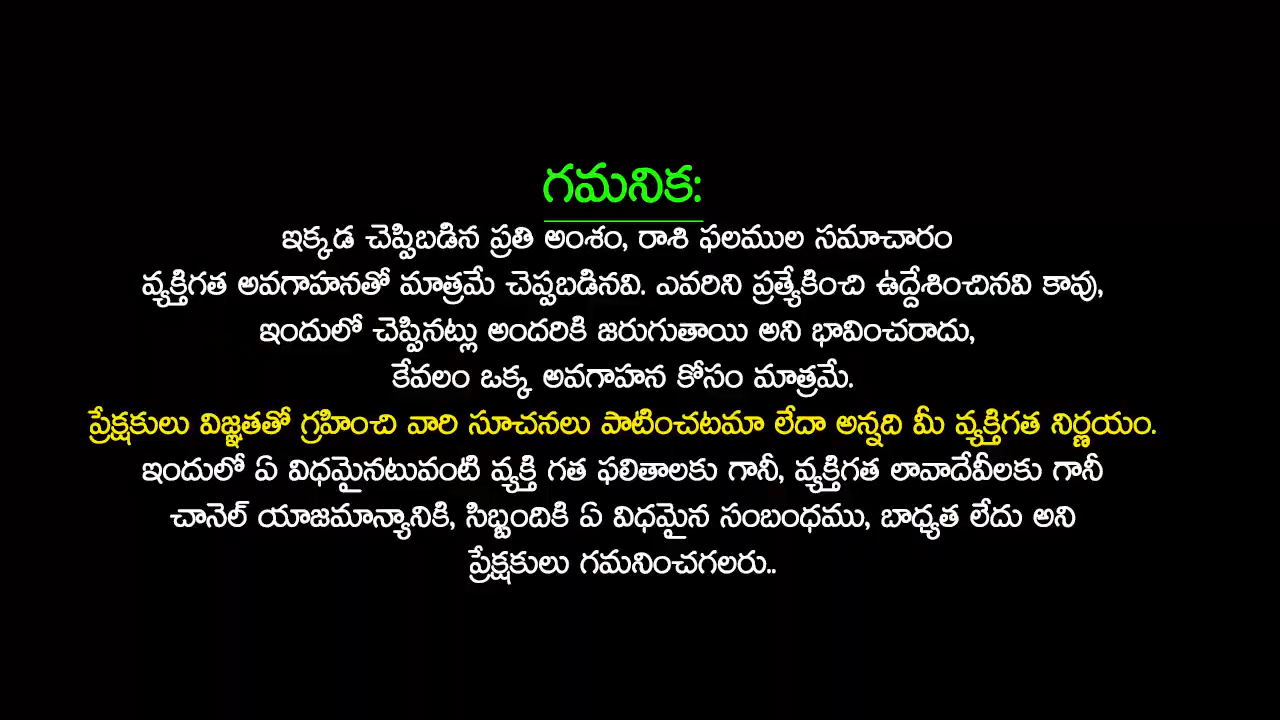 గమనిక:
ఇక్కడ చెప్పిబడిన ప్రతి అంశం, రాశి ఫలముల సమాచారం
వ్యక్తిగత అవగాహనతో మాత్రమే చెప్పబడినవి. ఎవరిని ప్రత్యేకించి ఉద్దేశించినవి కావు,
ఇందులో చెప్పినట్లు అందరికి జరుగుతాయి అని భావించరాదు,
కేవలం ఒక్క అవగాహన కోసం మాత్రమే.
ప్రేక్షకులు విజ్ఞతతో గ్రహించి వారి సూచనలు పాటించటమా లేదా అన్నది మీ వ్యక్తిగత నిర్ణయం.
ఇందులో ఏ విధమైనటువంటి వ్యక్తి గత ఫలితాలకు గానీ, వ్యక్తిగత లావాదేవీలకు గానీ
చానెల్ యాజమాన్యానికి, సిబ్బందికి ఏ విధమైన సంబంధము, బాధ్యత లేదు అని
ప్రేక్షకులు గమనించగలరు..